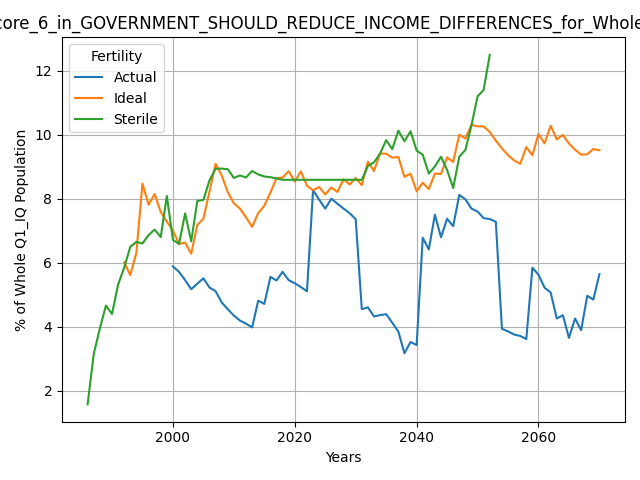 core_6_in_GOVERNMENT_SHOULD_REDUCE_INCOME_DIFFERENCES_for_Whole
Fertility
Actual
Ideal
Sterile
% of Whole Q1_IQ Population
12
10
8
6
4
2
2000 2020 2040 2060
Years